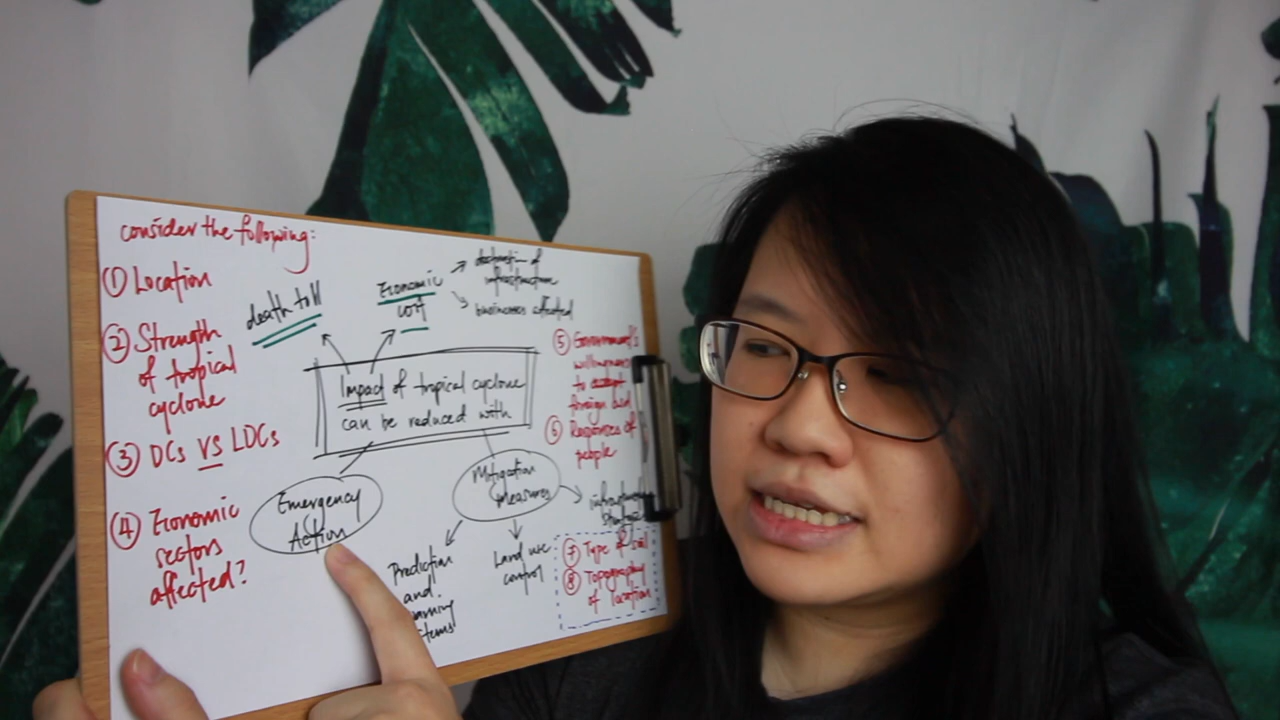 consider the following:
① Location
② Strength
of tropical
cyclone
③ DCs VS LDCs
④ Economic
sectors
affected?
death toll
Economic
cost
destruction of
infrastructure
businesses affected
Impact of tropical cyclone
can be reduced with
Emergency
Action
Mitigation
measures
Prediction
and
Land use
control
⑤ Government's
willingness
to accept
foreign aid
⑥ Responses of
people
⑦ Type of soil
⑧ Topography
of location